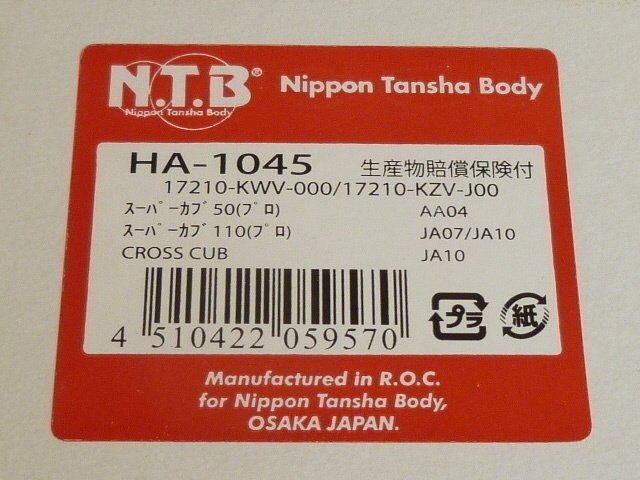 N.T.B® Nippon Tansha Body
Nippon Tansha Body
HA-1045 生産物賠償保険付
17210-KWV-000/17210-KZV-J00
ｽｰﾊﾟｰｶﾌﾞ50(ﾌﾟﾛ) AA04
ｽｰﾊﾟｰｶﾌﾞ110(ﾌﾟﾛ) JA07/JA10
CROSS CUB JA10
4 510422 059570
プラ 紙
Manufactured in R.O.C.
for Nippon Tansha Body,
OSAKA JAPAN.